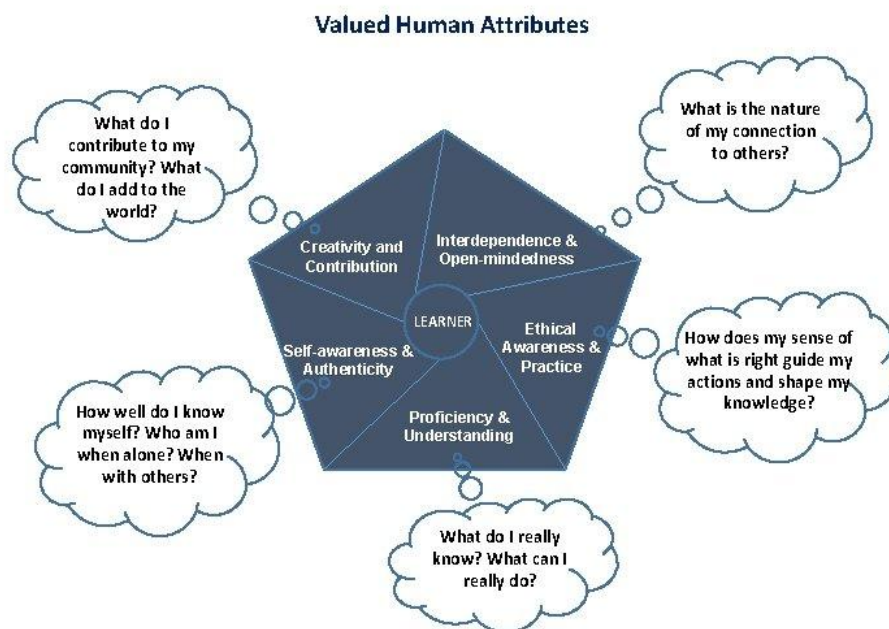 Valued Human Attributes
What do I
contribute to my
community? What
do I add to the
world?
What is the nature
of my connection
to others?
Creativity and
Contribution
Interdependence &
Open-mindedness
LEARNER
Self-awareness &
Authenticity
Ethical
Awareness &
Practice
Proficiency &
Understanding
How does my sense of
what is right guide my
actions and shape my
knowledge?
How well do I know
myself? Who am I
when alone? When
with others?
What do I really
know? What can I
really do?